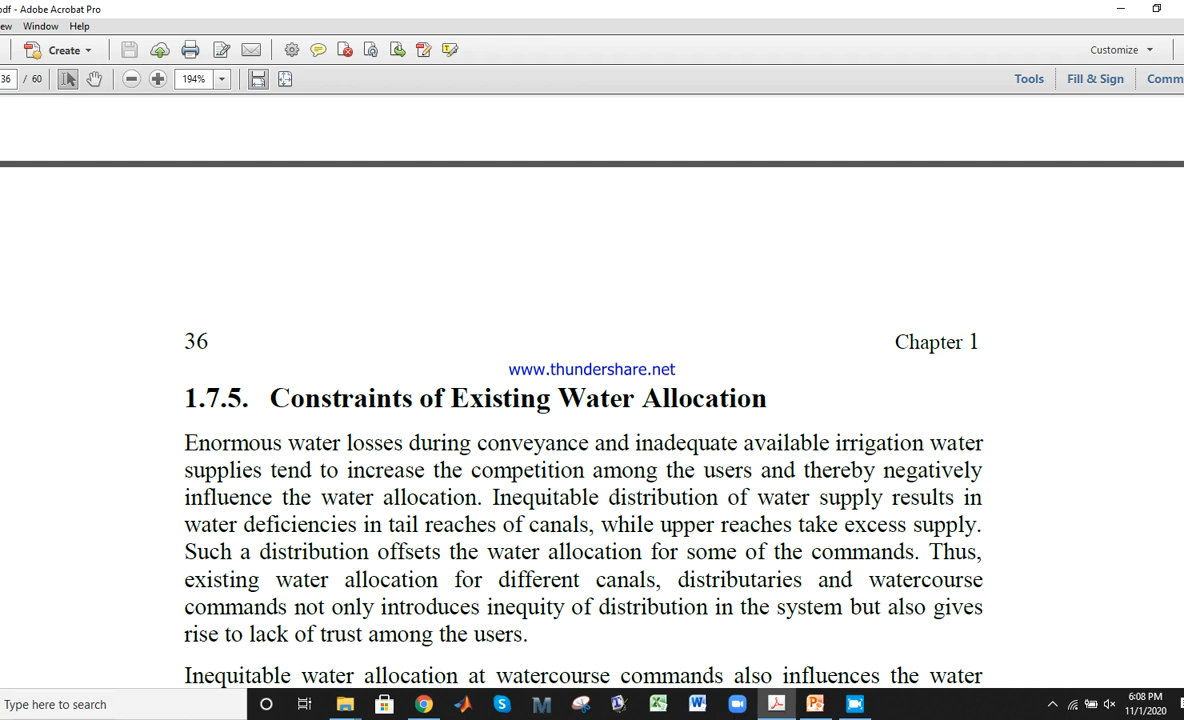 pdf - Adobe Acrobat Pro
ew Window Help
Create Customize
36 / 60 194% Tools Fill & Sign Comm
36 Chapter 1
www.thundershare.net
1.7.5. Constraints of Existing Water Allocation
Enormous water losses during conveyance and inadequate available irrigation water
supplies tend to increase the competition among the users and thereby negatively
influence the water allocation. Inequitable distribution of water supply results in
water deficiencies in tail reaches of canals, while upper reaches take excess supply.
Such a distribution offsets the water allocation for some of the commands. Thus,
existing water allocation for different canals, distributaries and watercourse
commands not only introduces inequity of distribution in the system but also gives
rise to lack of trust among the users.
Inequitable water allocation at watercourse commands also influences the water
Type here to search
6:08 PM
11/1/2020